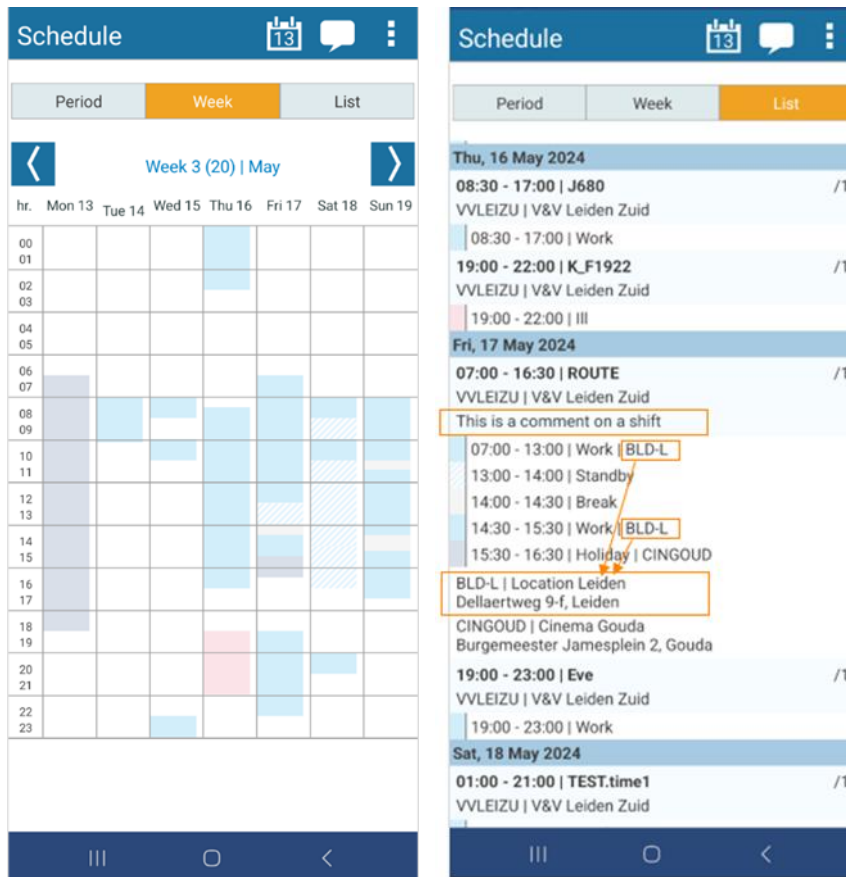 Schedule
13
Period Week List
Week 3 (20) | May
hr. Mon 13 Tue 14 Wed 15 Thu 16 Fri 17 Sat 18 Sun 19
00
01
02
03
04
05
06
07
08
09
10
11
12
13
14
15
16
17
18
19
20
21
22
23
Schedule
13
Period Week List
Thu, 16 May 2024
08:30 - 17:00 | J680 /1
VVLEIZU | V&V Leiden Zuid
08:30 - 17:00 | Work
19:00 - 22:00 | K_F1922 /1
VVLEIZU | V&V Leiden Zuid
19:00 - 22:00 | Ill
Fri, 17 May 2024
07:00 - 16:30 | ROUTE /1
VVLEIZU | V&V Leiden Zuid
This is a comment on a shift
07:00 - 13:00 | Work | BLD-L
13:00 - 14:00 | Standby
14:00 - 14:30 | Break
14:30 - 15:30 | Work | BLD-L
15:30 - 16:30 | Holiday | CINGOUD
BLD-L | Location Leiden
Dellaertweg 9-f, Leiden
CINGOUD | Cinema Gouda
Burgemeester Jamesplein 2, Gouda
19:00 - 23:00 | Eve /1
VVLEIZU | V&V Leiden Zuid
19:00 - 23:00 | Work
Sat, 18 May 2024
01:00 - 21:00 | TEST.time1 /1
VVLEIZU | V&V Leiden Zuid